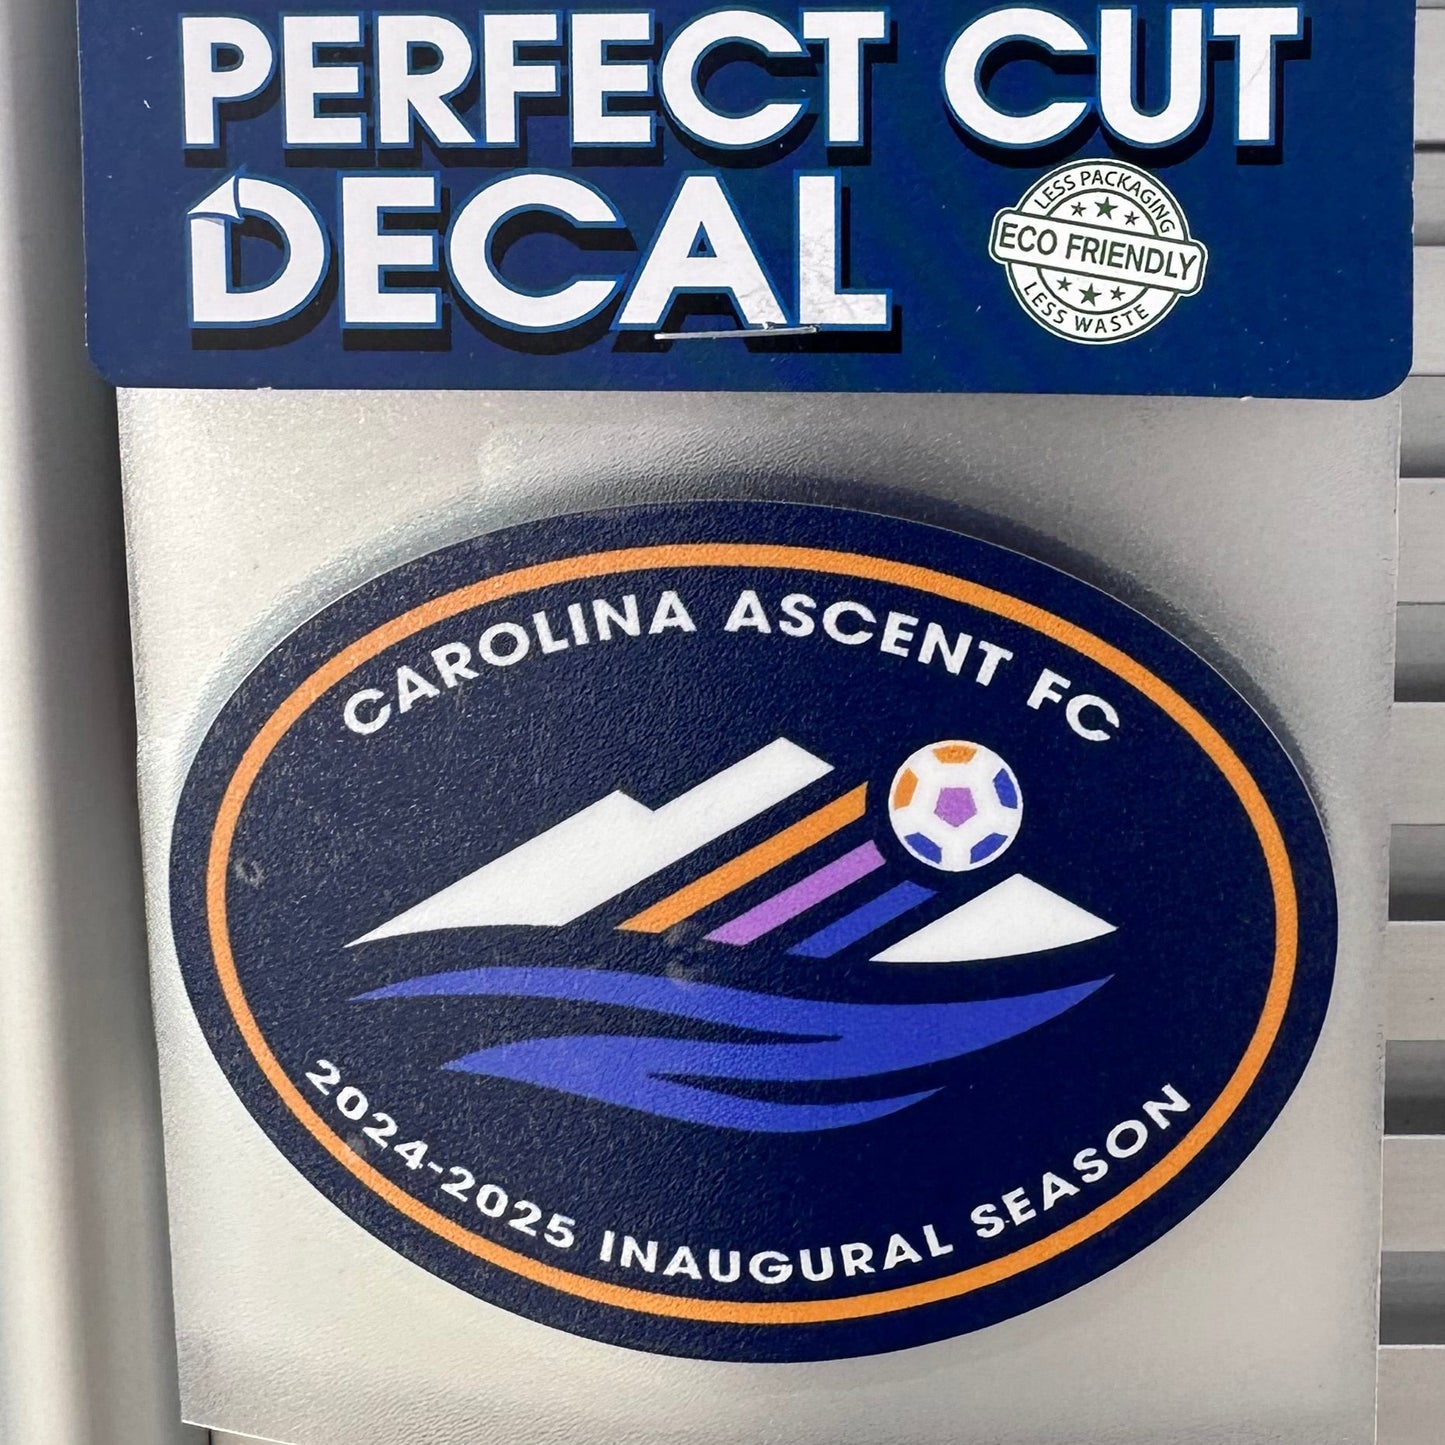 PERFECT CUT
DECAL
LESS PACKAGING
ECO FRIENDLY
LESS WASTE
CAROLINA ASCENT FC
2024-2025 INAUGURAL SEASON